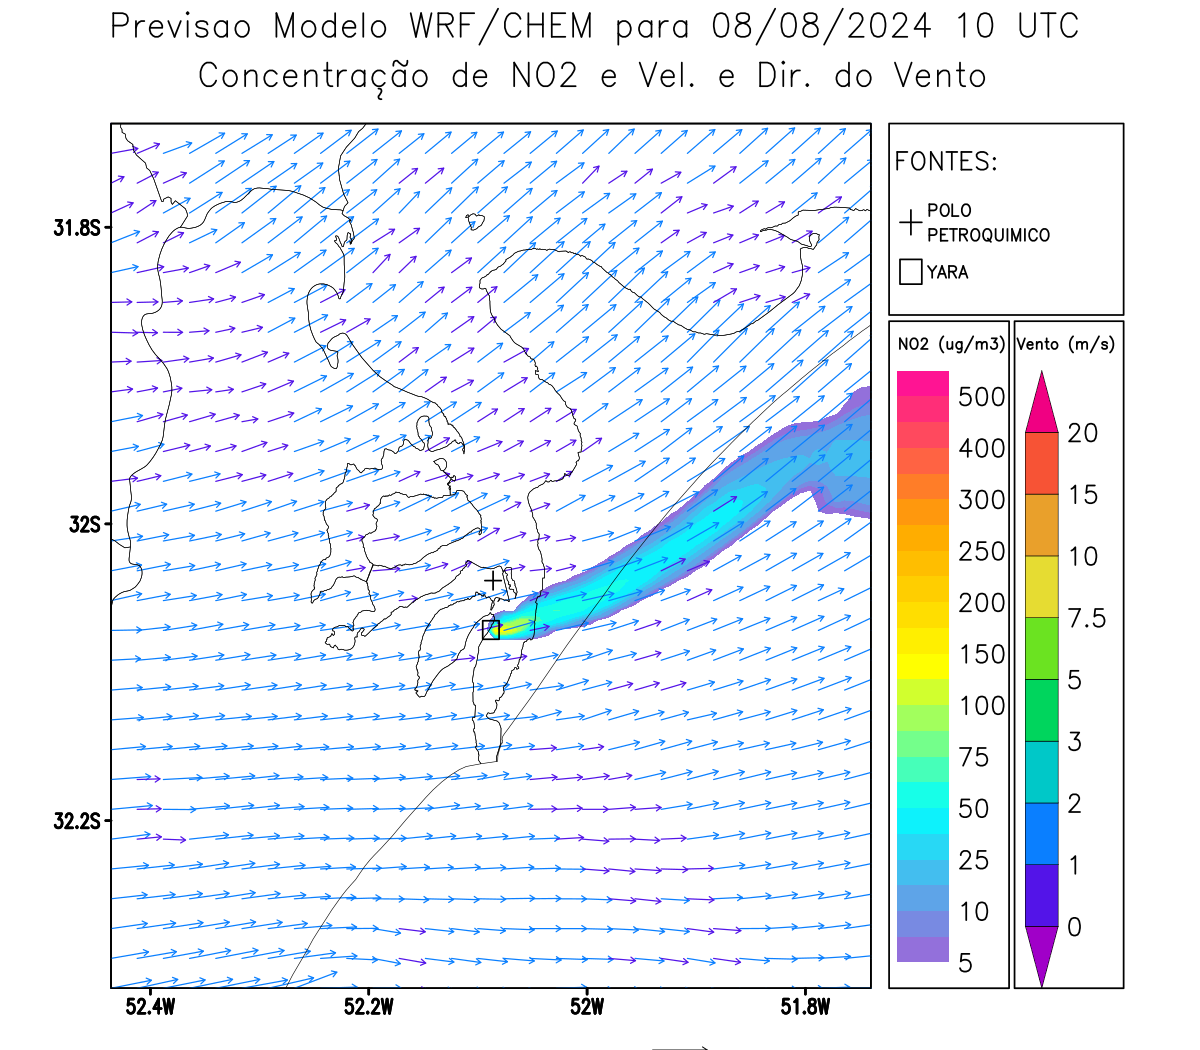 Previsao Modelo WRF/CHEM para 08/08/2024 10 UTC
Concentração de NO2 e Vel. e Dir. do Vento
FONTES:
POLO
PETROQUIMICO
YARA
31.8S
32S
32.2S
52.4W 52.2W 52W 51.8W
NO2 (ug/m3)
500
400
300
250
200
150
100
75
50
25
10
5
Vento (m/s)
20
15
10
7.5
5
3
2
1
0